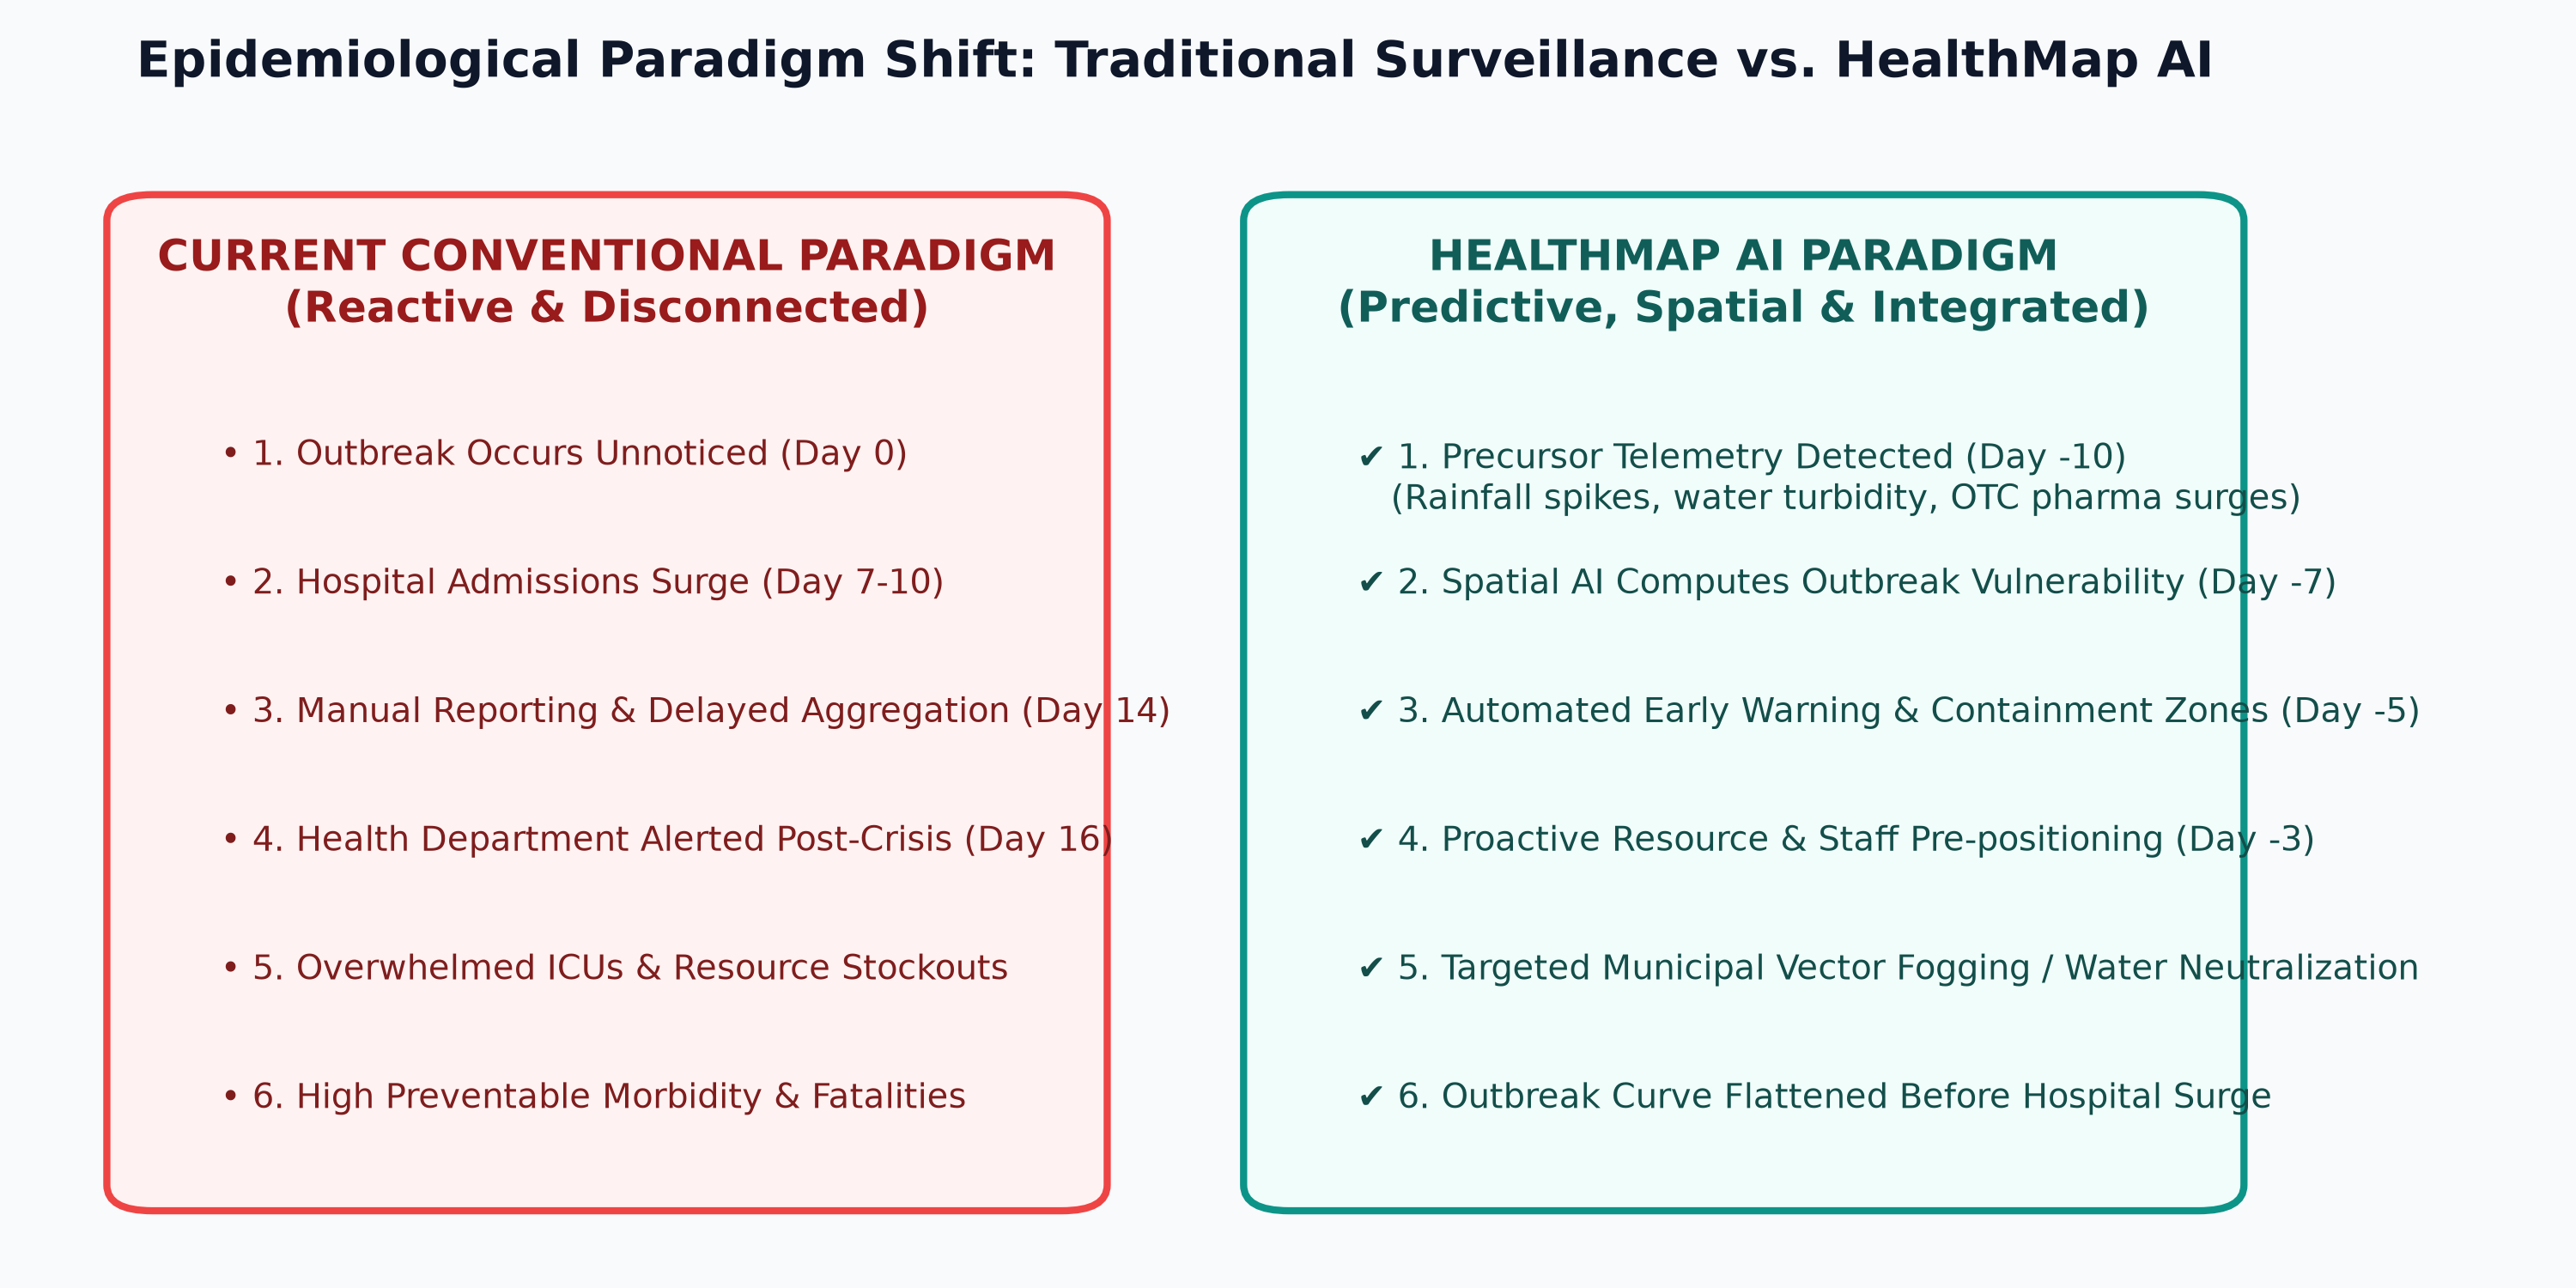 Epidemiological Paradigm Shift: Traditional Surveillance vs. HealthMap AI
CURRENT CONVENTIONAL PARADIGM
(Reactive & Disconnected)
• 1. Outbreak Occurs Unnoticed (Day 0)
• 2. Hospital Admissions Surge (Day 7-10)
• 3. Manual Reporting & Delayed Aggregation (Day 14)
• 4. Health Department Alerted Post-Crisis (Day 16)
• 5. Overwhelmed ICUs & Resource Stockouts
• 6. High Preventable Morbidity & Fatalities
HEALTHMAP AI PARADIGM
(Predictive, Spatial & Integrated)
✔ 1. Precursor Telemetry Detected (Day -10)
(Rainfall spikes, water turbidity, OTC pharma surges)
✔ 2. Spatial AI Computes Outbreak Vulnerability (Day -7)
✔ 3. Automated Early Warning & Containment Zones (Day -5)
✔ 4. Proactive Resource & Staff Pre-positioning (Day -3)
✔ 5. Targeted Municipal Vector Fogging / Water Neutralization
✔ 6. Outbreak Curve Flattened Before Hospital Surge